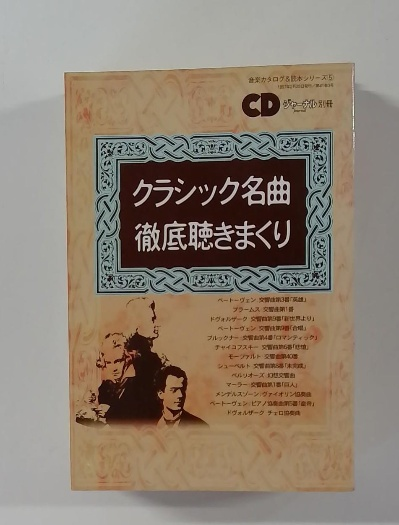 音楽カタログ&読本シリーズ⑤
CDジャーナル別冊
クラシック名曲
徹底聴きまくり
ベートーヴェン 交響曲第3番「英雄」
ブラームス 交響曲第1番
ドヴォルザーク 交響曲第9番「新世界より」
ベートーヴェン 交響曲第9番「合唱」
ブルックナー 交響曲第4番「ロマンティック」
チャイコフスキー 交響曲第6番「悲愴」
モーツァルト 交響曲第40番
シューベルト 交響曲第8番「未完成」
ベルリオーズ 幻想交響曲
マーラー 交響曲第1番「巨人」
メンデルスゾーン ヴァイオリン協奏曲
ベートーヴェン ピアノ協奏曲第5番「皇帝」
ドヴォルザーク チェロ協奏曲